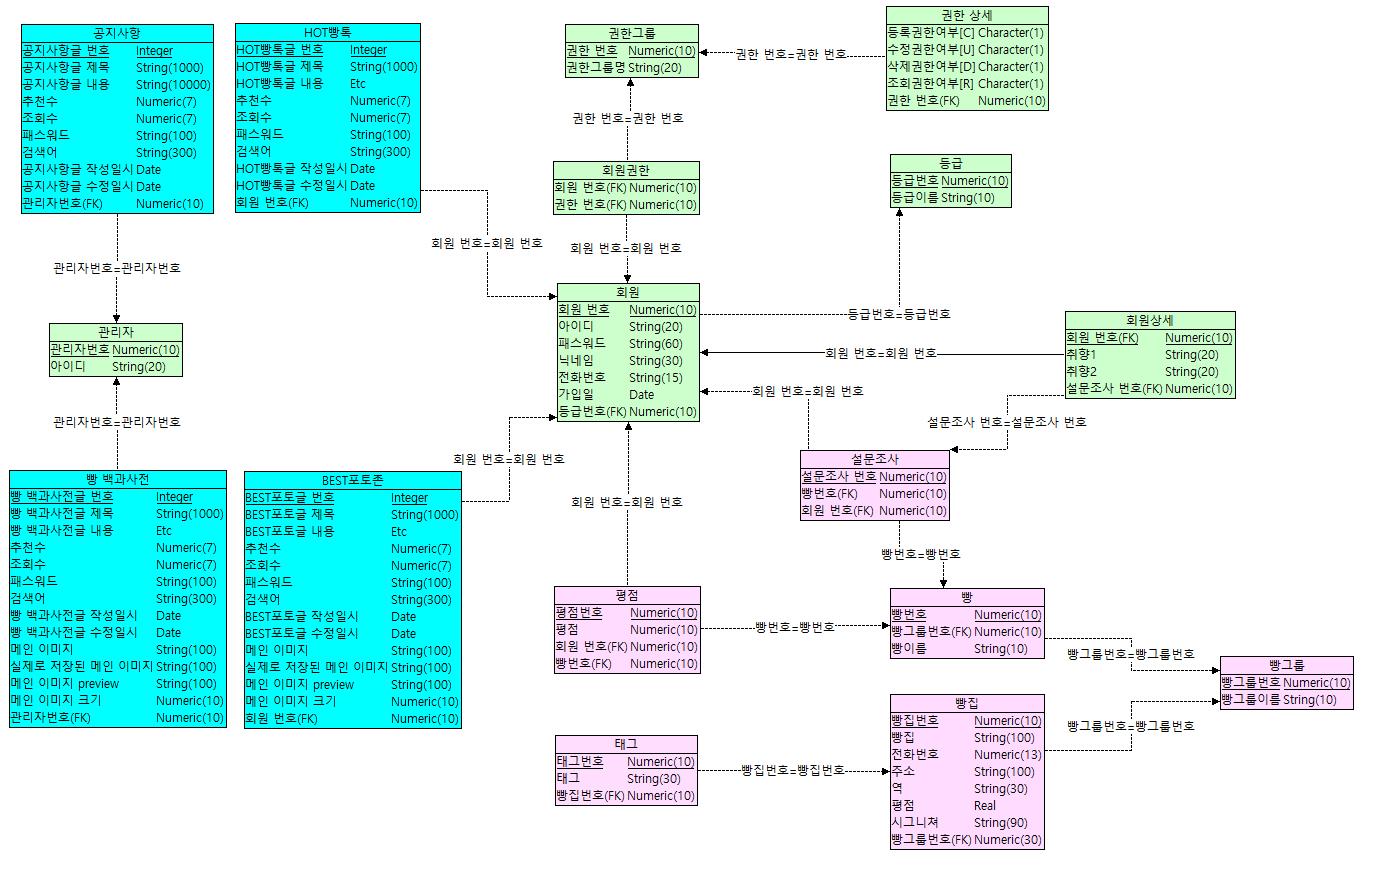 공지사항
공지사항글 번호 Integer
공지사항글 제목 String(1000)
공지사항글 내용 String(10000)
추천수 Numeric(7)
조회수 Numeric(7)
패스워드 String(100)
검색어 String(300)
공지사항글 작성일시 Date
공지사항글 수정일시 Date
관리자번호(FK) Numeric(10)
HOT빵톡
HOT빵톡글 번호 Integer
HOT빵톡글 제목 String(1000)
HOT빵톡글 내용 Etc
추천수 Numeric(7)
조회수 Numeric(7)
패스워드 String(100)
검색어 String(300)
HOT빵톡글 작성일시 Date
HOT빵톡글 수정일시 Date
회원 번호(FK) Numeric(10)
권한그룹
권한 번호 Numeric(10)
권한그룹명 String(20)
권한 번호=권한 번호
권한 상세
등록권한여부[C] Character(1)
수정권한여부[U] Character(1)
삭제권한여부[D] Character(1)
조회권한여부[R] Character(1)
권한 번호(FK) Numeric(10)
권한 번호=권한 번호
회원권한
회원 번호(FK) Numeric(10)
권한 번호(FK) Numeric(10)
등급
등급번호 Numeric(10)
등급이름 String(10)
회원 번호=회원 번호
회원 번호=회원 번호
관리자번호=관리자번호
관리자
관리자번호 Numeric(10)
아이디 String(20)
관리자번호=관리자번호
회원
회원 번호 Numeric(10)
아이디 String(20)
패스워드 String(60)
닉네임 String(30)
전화번호 String(15)
가입일 Date
등급번호(FK) Numeric(10)
등급번호=등급번호
회원 번호=회원 번호
회원 번호=회원 번호
회원상세
회원 번호(FK) Numeric(10)
취향1 String(20)
취향2 String(20)
설문조사 번호(FK) Numeric(10)
설문조사 번호=설문조사 번호
빵 백과사전
빵 백과사전글 번호 Integer
빵 백과사전글 제목 String(1000)
빵 백과사전글 내용 Etc
추천수 Numeric(7)
조회수 Numeric(7)
패스워드 String(100)
검색어 String(300)
빵 백과사전글 작성일시 Date
빵 백과사전글 수정일시 Date
메인 이미지 String(100)
실제로 저장된 메인 이미지 String(100)
메인 이미지 preview String(100)
메인 이미지 크기 Numeric(10)
관리자번호(FK) Numeric(10)
BEST포토존
BEST포토글 번호 Integer
BEST포토글 제목 String(1000)
BEST포토글 내용 Etc
추천수 Numeric(7)
조회수 Numeric(7)
패스워드 String(100)
검색어 String(300)
BEST포토글 작성일시 Date
BEST포토글 수정일시 Date
메인 이미지 String(100)
실제로 저장된 메인 이미지 String(100)
메인 이미지 preview String(100)
메인 이미지 크기 Numeric(10)
회원 번호(FK) Numeric(10)
회원 번호=회원 번호
회원 번호=회원 번호
설문조사
설문조사 번호 Numeric(10)
빵번호(FK) Numeric(10)
회원 번호(FK) Numeric(10)
빵번호=빵번호
평점
평점번호 Numeric(10)
평점 Numeric(10)
회원 번호(FK) Numeric(10)
빵번호(FK) Numeric(10)
빵번호=빵번호
빵
빵번호 Numeric(10)
빵그룹번호(FK) Numeric(10)
빵이름 String(10)
빵그룹번호=빵그룹번호
빵그룹
빵그룹번호 Numeric(10)
빵그룹이름 String(10)
빵그룹번호=빵그룹번호
태그
태그번호 Numeric(10)
태그 String(30)
빵집번호(FK) Numeric(10)
빵집번호=빵집번호
빵집
빵집번호 Numeric(10)
빵집 String(100)
전화번호 Numeric(13)
주소 String(100)
역 String(30)
평점 Real
시그니쳐 String(90)
빵그룹번호(FK) Numeric(30)